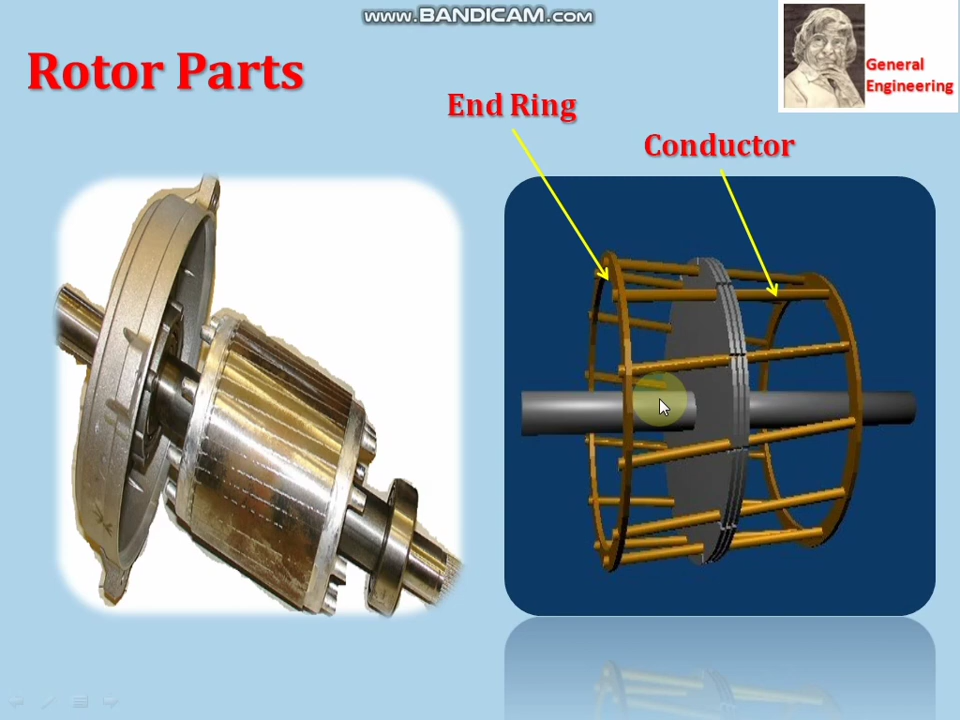 www.BANDICAM.com
Rotor Parts
General
Engineering
End Ring
Conductor